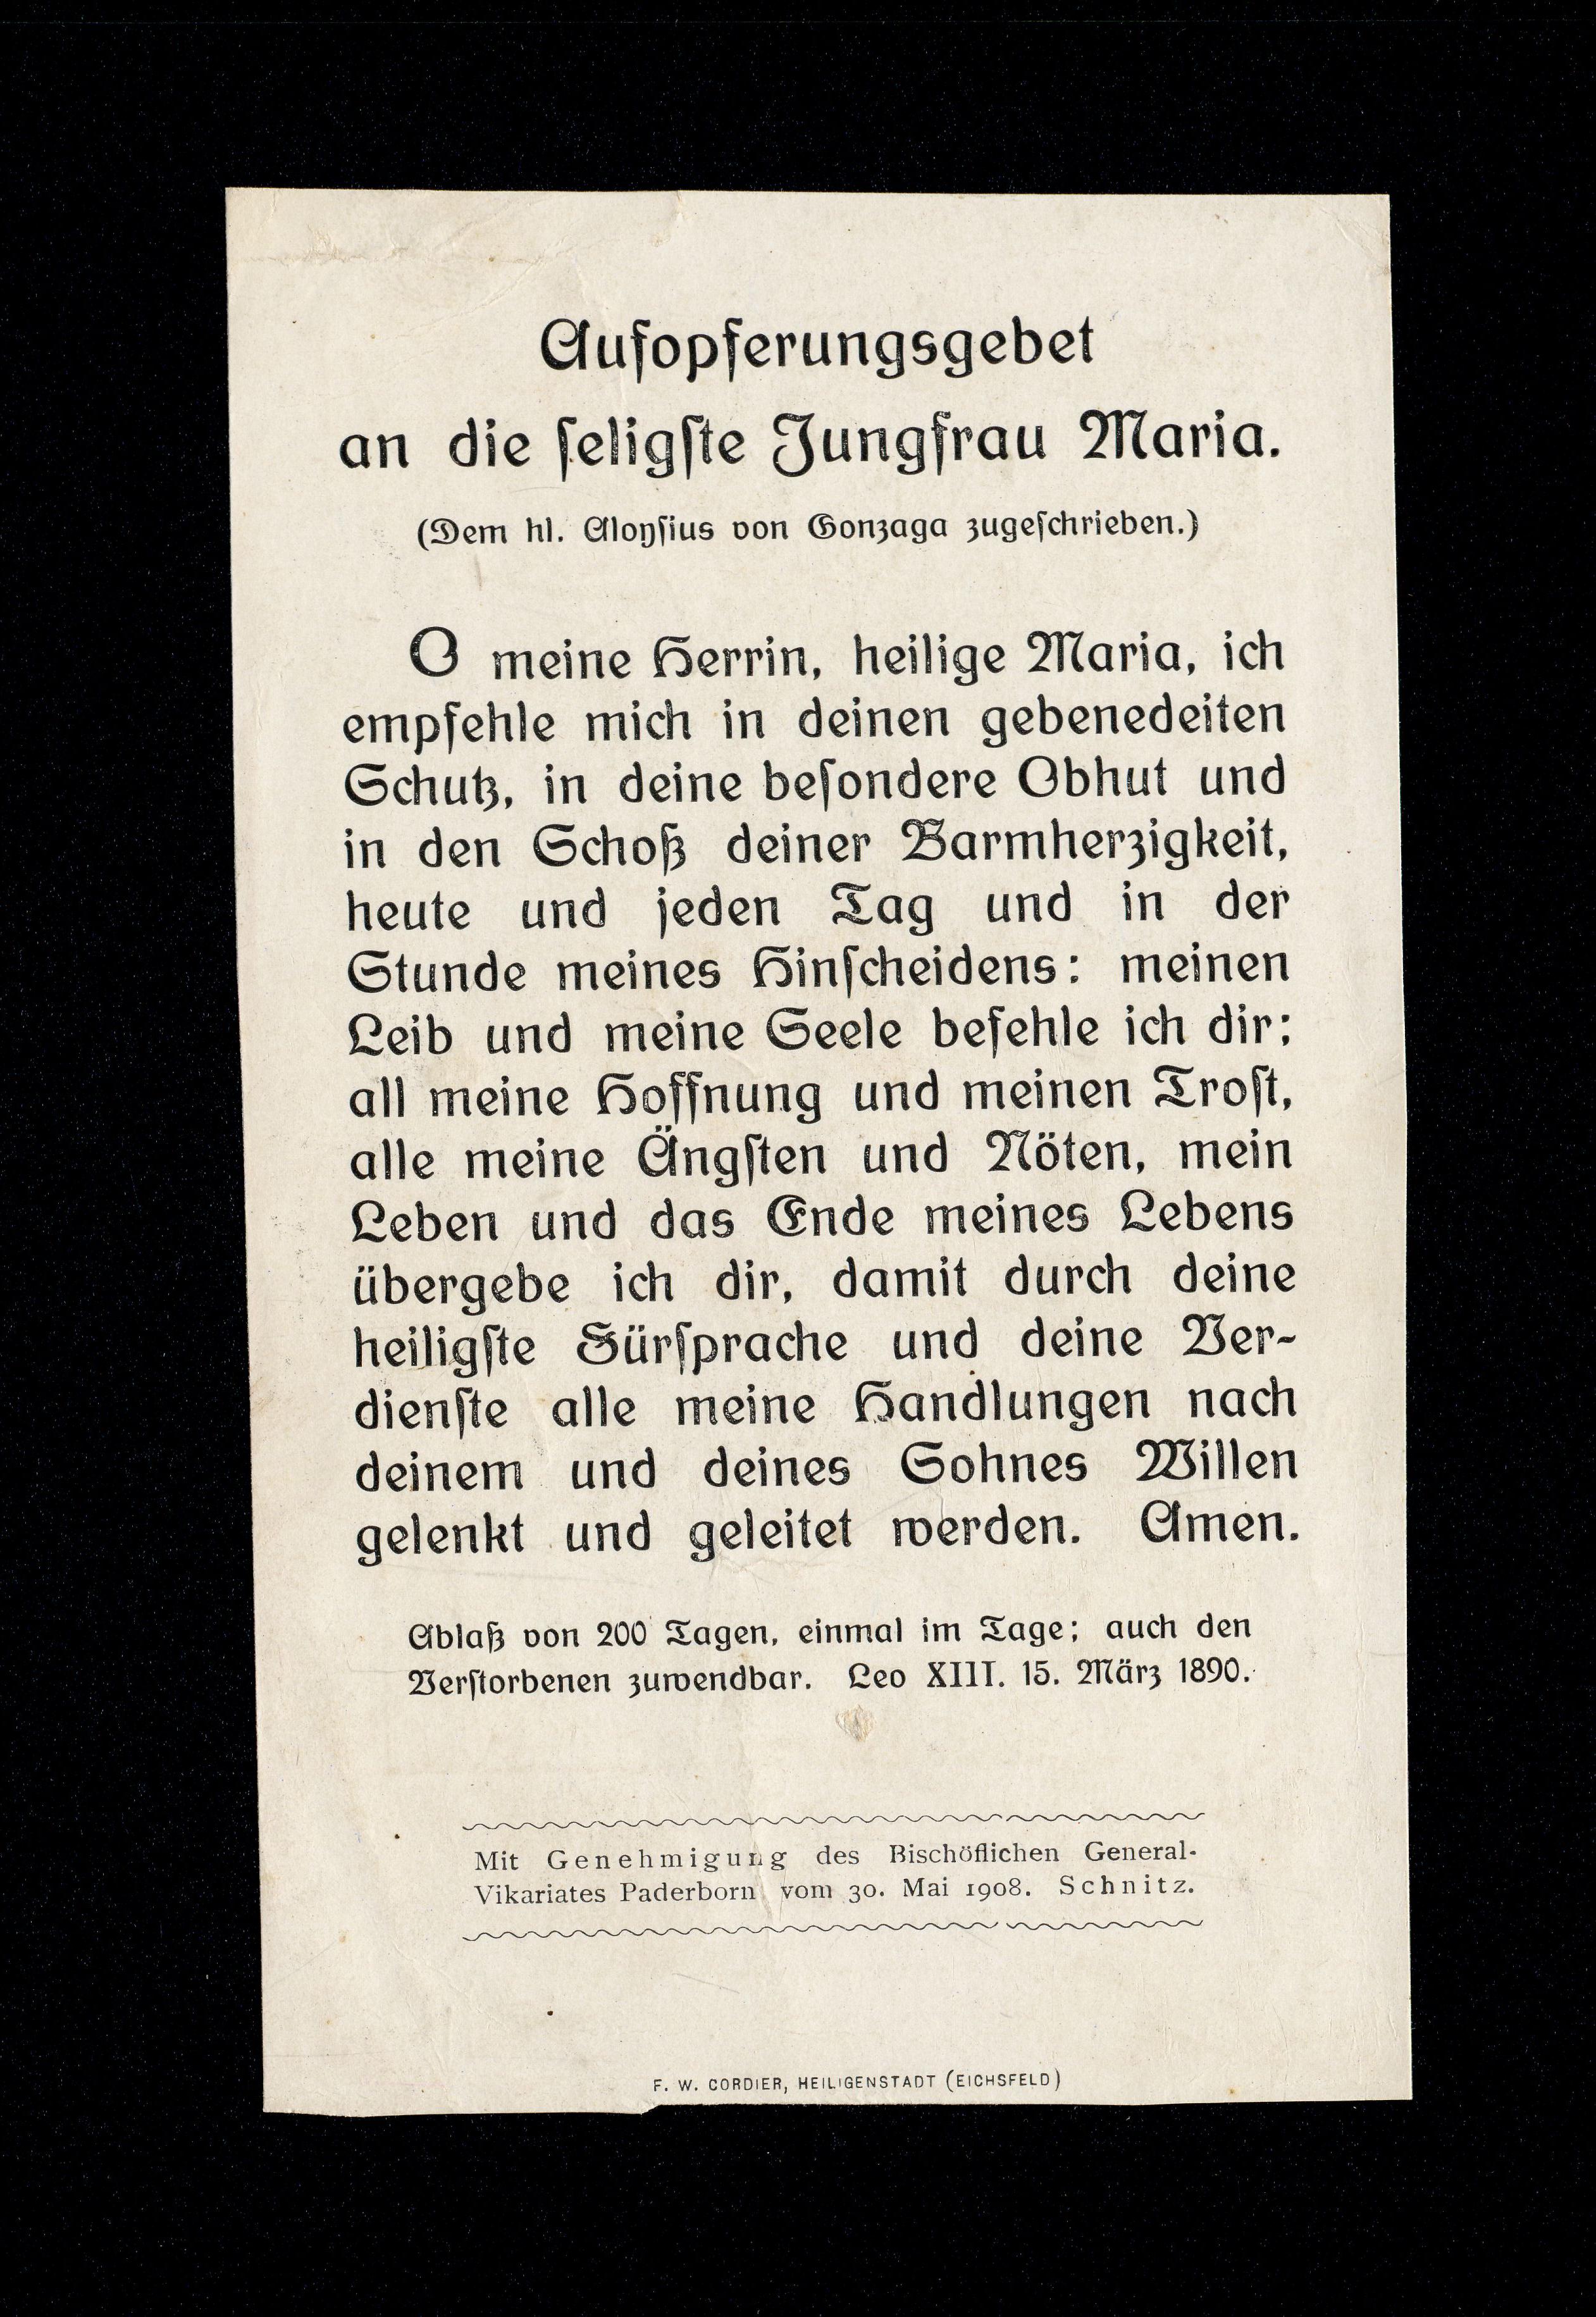 Aufopferungsgebet
an die ſeligſte Jungfrau Maria.
(Dem hl. Aloyſius von Gonzaga zugeſchrieben.)
O meine Herrin, heilige Maria, ich
empfehle mich in deinen gebenedeiten
Schutz, in deine beſondere Obhut und
in den Schoß deiner Barmherzigkeit,
heute und jeden Tag und in der
Stunde meines Hinſcheidens: meinen
Leib und meine Seele befehle ich dir;
all meine Hoffnung und meinen Troſt,
alle meine Ängſten und Nöten, mein
Leben und das Ende meines Lebens
übergebe ich dir, damit durch deine
heiligſte Fürſprache und deine Ver-
dienſte alle meine Handlungen nach
deinem und deines Sohnes Willen
gelenkt und geleitet werden. Amen.
Ablaß von 200 Tagen, einmal im Tage; auch den
Verſtorbenen zuwendbar. Leo XIII. 15. März 1890.
Mit Genehmigung des Bischöflichen General-
Vikariates Paderborn vom 30. Mai 1908. Schnitz.
F. W. CORDIER, HEILIGENSTADT (EICHSFELD)